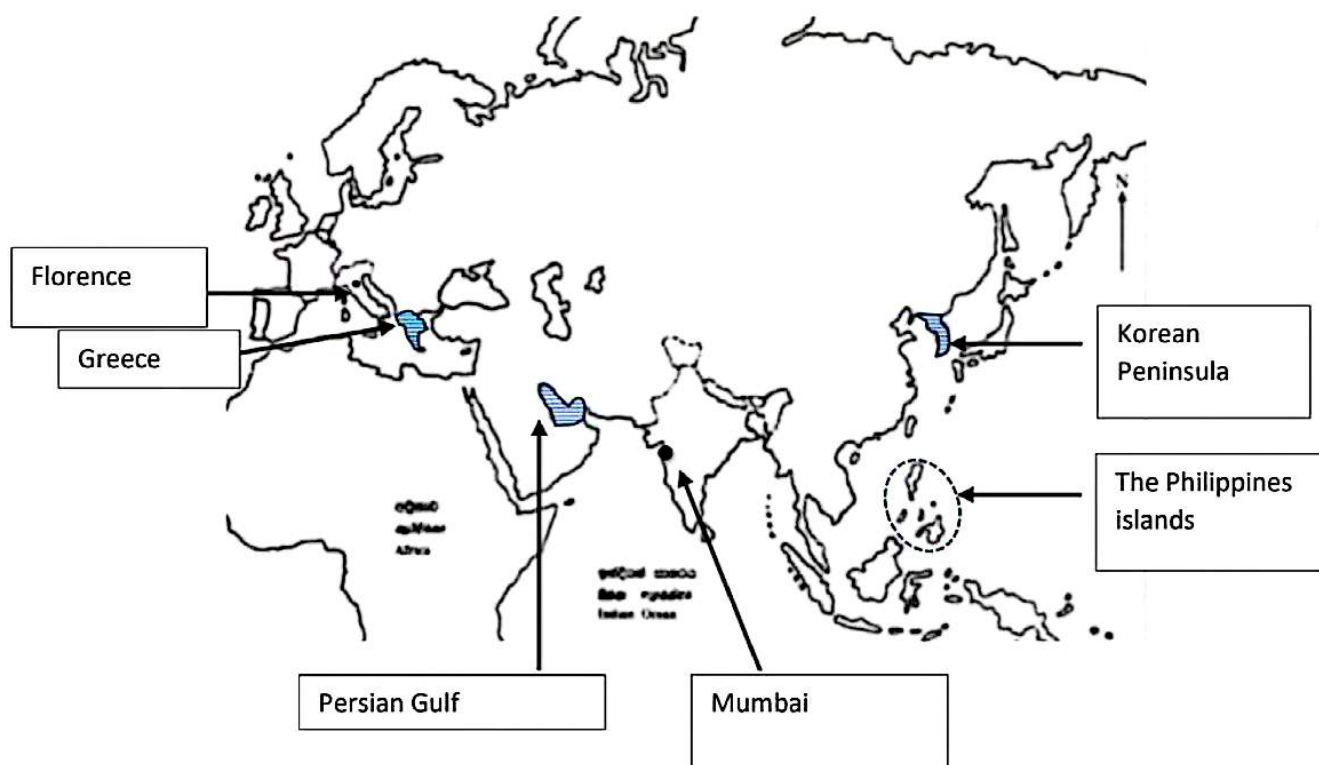 N
Florence
Greece
Korean
Peninsula
The Philippines
islands
Africa
Indian Ocean
Persian Gulf
Mumbai